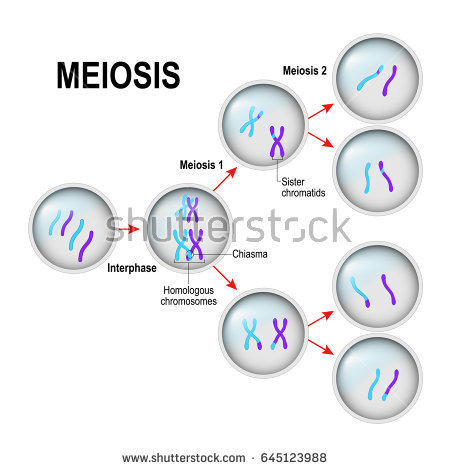 MEIOSIS
Meiosis 2
Meiosis 1
Sister
chromatids
Interphase
Chiasma
Homologous
chromosomes
shutterstock
www.shutterstock.com · 645123988